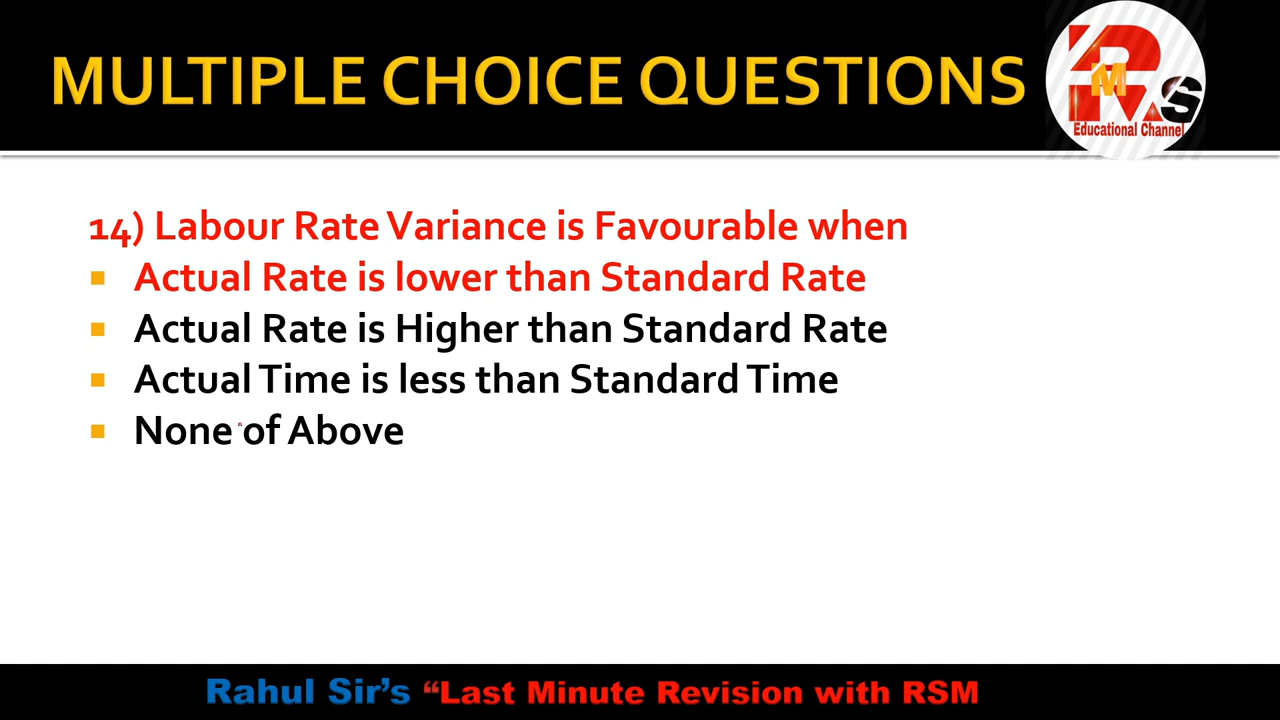 MULTIPLE CHOICE QUESTIONS
RMS
Educational Channel
14) Labour Rate Variance is Favourable when
Actual Rate is lower than Standard Rate
Actual Rate is Higher than Standard Rate
Actual Time is less than Standard Time
None of Above
Rahul Sir’s “Last Minute Revision with RSM